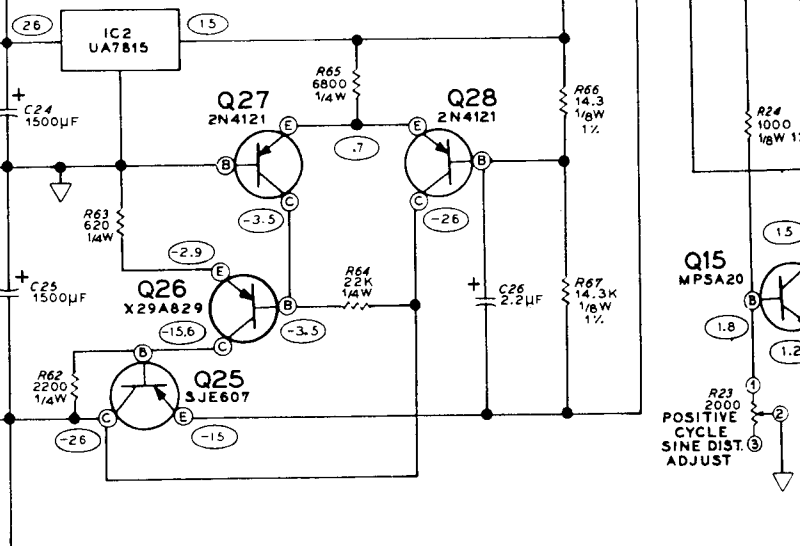 26
IC2
UA7815
15
C24
1500µF
Q27
2N4121
R65
6800
1/4W
Q28
2N4121
R66
14.3
1/8W
1%
R24
1000
1/8W 1%
E
E
B
B
.7
C
C
-3.5
-26
R63
620
1/4W
-2.9
E
Q26
X29A829
R64
22K
1/4W
B
-3.5
C26
2.2µF
R67
14.3K
1/8W
1%
C25
1500µF
-15.6
C
B
Q25
SJE607
R62
2200
1/4W
C
E
-26
-15
15
Q15
MPSA20
B
1.8
1.2
1
R23
2000
2
POSITIVE
CYCLE
SINE DIST.
ADJUST
3